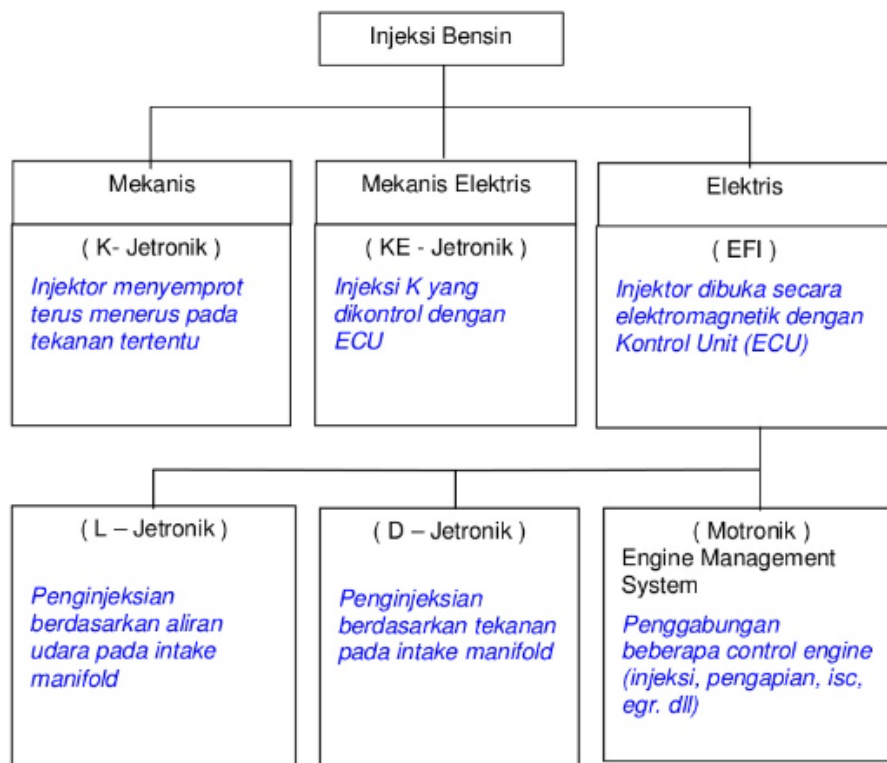 Injeksi Bensin
Mekanis
( K- Jetronik )
Injektor menyemprot
terus menerus pada
tekanan tertentu
Mekanis Elektris
( KE - Jetronik )
Injeksi K yang
dikontrol dengan
ECU
Elektris
( EFI )
Injektor dibuka secara
elektromagnetik dengan
Kontrol Unit (ECU)
( L – Jetronik )
Penginjeksian
berdasarkan aliran
udara pada intake
manifold
( D – Jetronik )
Penginjeksian
berdasarkan tekanan
pada intake manifold
( Motronik )
Engine Management
System
Penggabungan
beberapa control engine
(injeksi, pengapian, isc,
egr. dll)